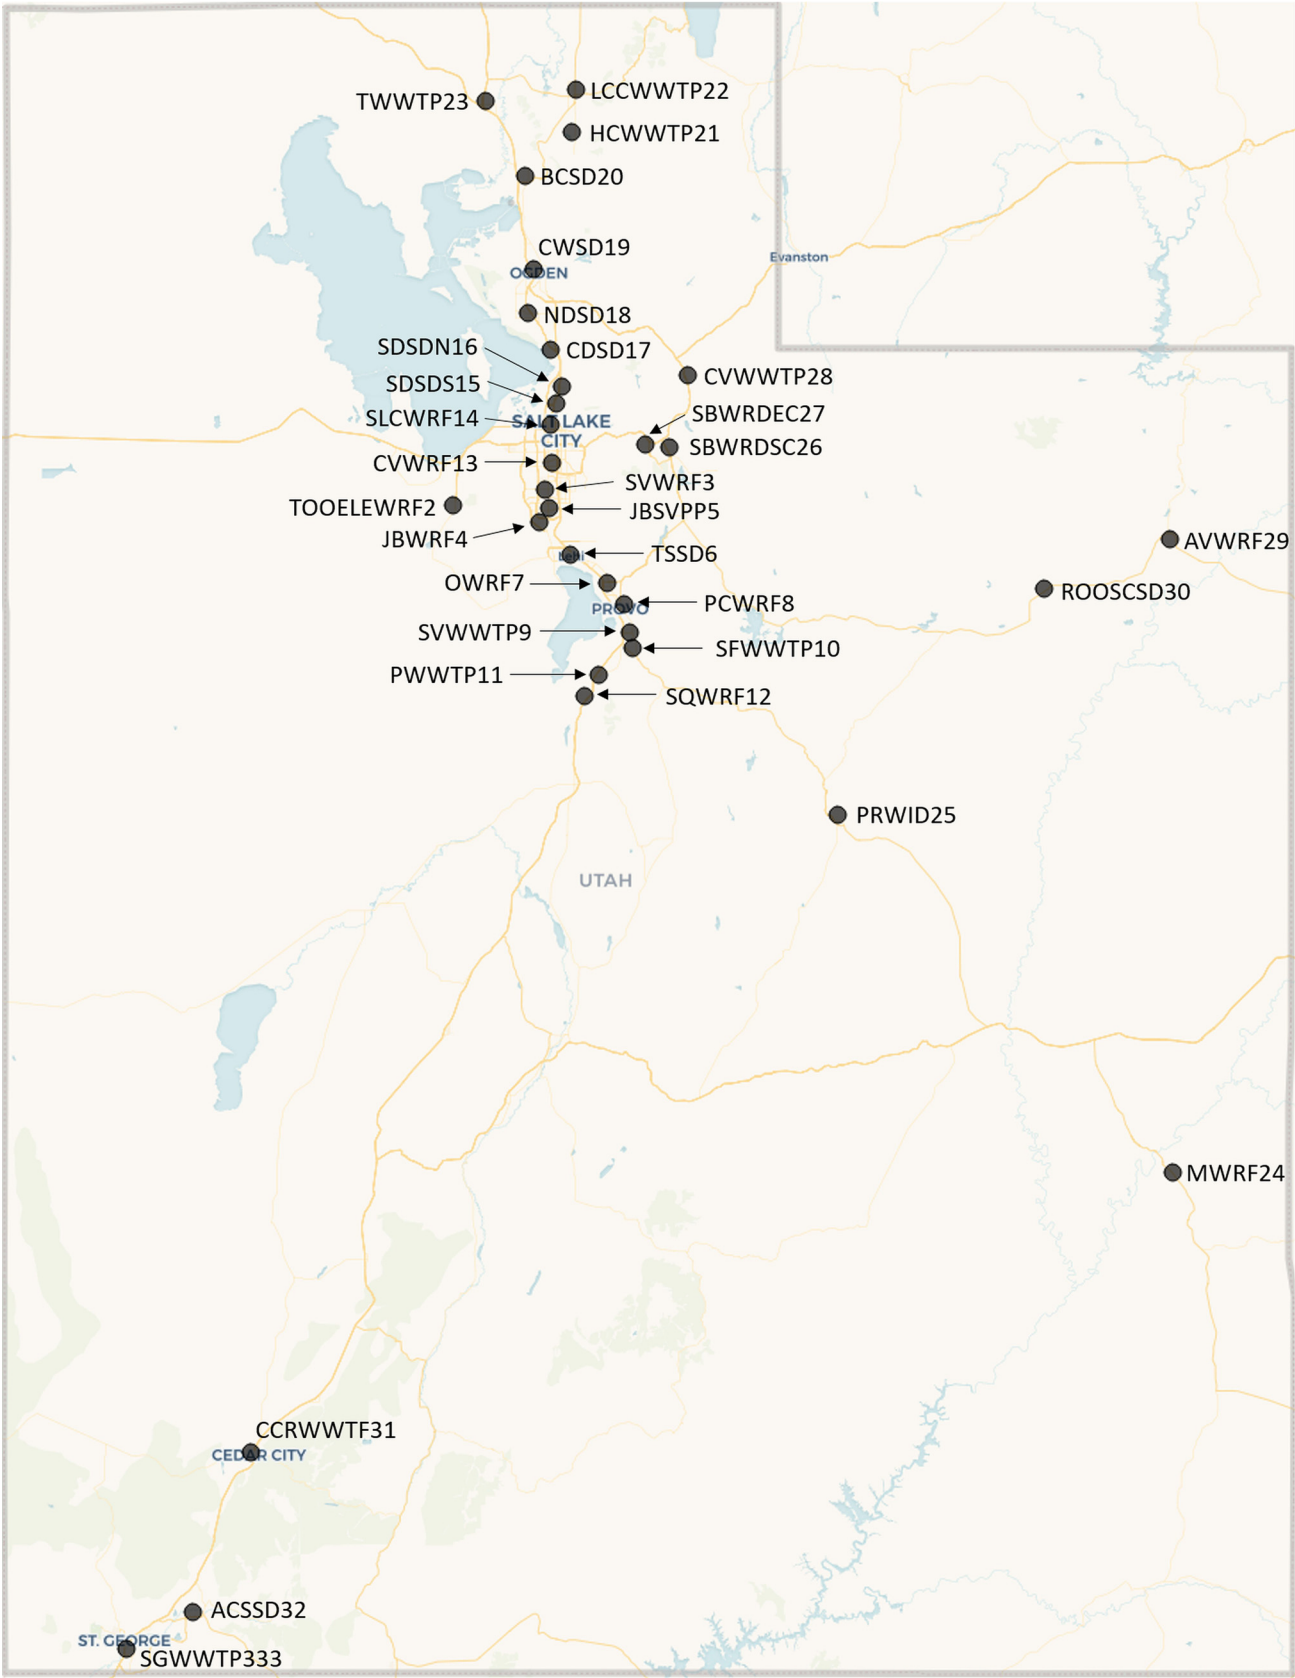 LCCWWTP22
TWWTP23
HCWWTP21
BCSD20
CWSD19
OGDEN
Evanston
NDSD18
SDSDN16
CDSD17
CVWWTP28
SDSDS15
SBWRDEC27
SLCWRF14
SALT LAKE
CITY
SBWRDSC26
CVWRF13
SVWRF3
TOOELEWRF2
JBSVPP5
JBWRF4
AVWRF29
TSSD6
Lehi
OWRF7
ROOSCSD30
PCWRF8
PROVO
SVWWTP9
SFWWTP10
PWWTP11
SQWRF12
PRWID25
UTAH
MWRF24
CCRWWTF31
CEDAR CITY
ACSSD32
ST. GEORGE
SGWWTP333